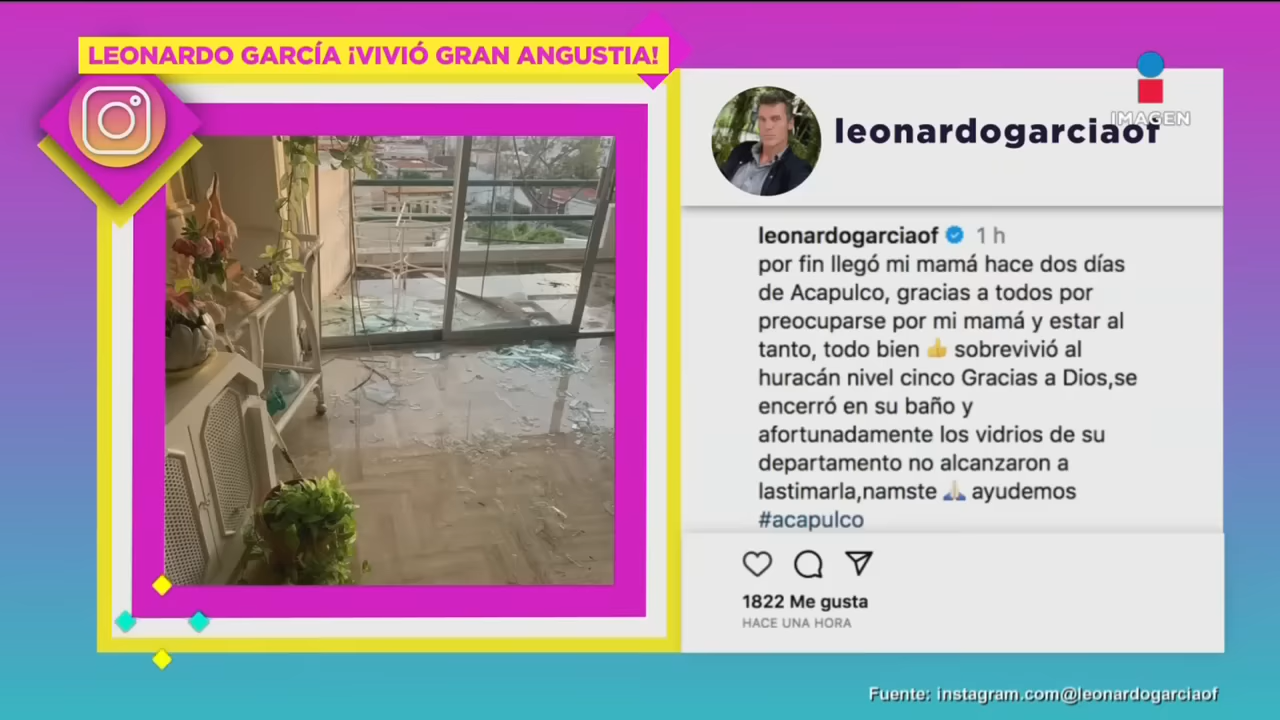 LEONARDO GARCÍA ¡VIVIÓ GRAN ANGUSTIA!
IMAGEN
leonardogarciaof
leonardogarciaof 1 h
por fin llegó mi mamá hace dos días
de Acapulco, gracias a todos por
preocuparse por mi mamá y estar al
tanto, todo bien 👍 sobrevivió al
huracán nivel cinco Gracias a Dios,se
encerró en su baño y
afortunadamente los vidrios de su
departamento no alcanzaron a
lastimarla,namste 🙏🏻 ayudemos
#acapulco
1822 Me gusta
HACE UNA HORA
Fuente: instagram.com@leonardogarciaof